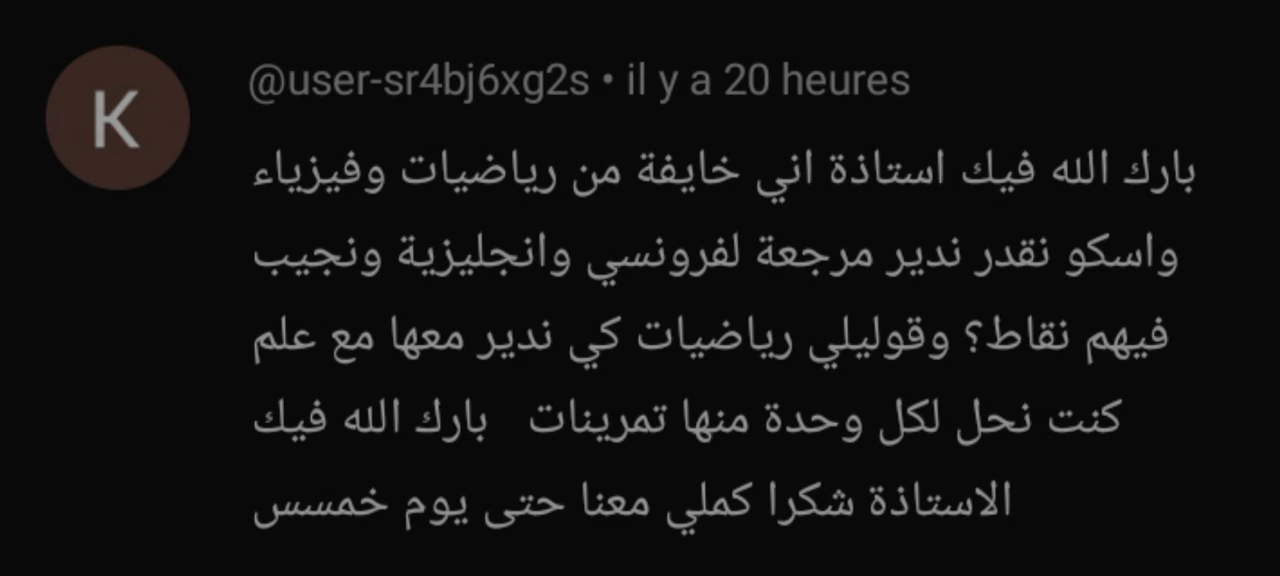 K
@user-sr4bj6xg2s • il y a 20 heures
بارك الله فيك استاذة اني خايفة من رياضيات وفيزياء
واسكو نقدر ندير مرجعة لفرونسي وانجليزية ونجيب
فيهم نقاط؟ وقوليلي رياضيات كي ندير معها مع علم
كنت نحل لكل وحدة منها تمرينات بارك الله فيك
الاستاذة شكرا كملي معنا حتى يوم خمسس